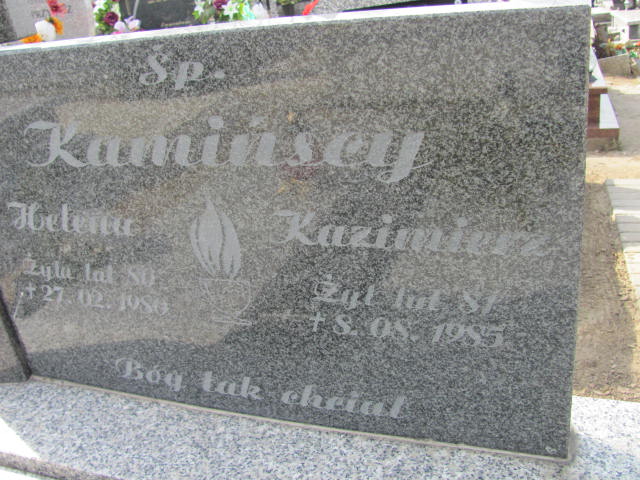 Śp.
Kamińscy
Helena
Żyła lat 80
+27. 02. 1986
Kazimierz
Żył lat 81
+8. 08. 1985
Bóg tak chciał